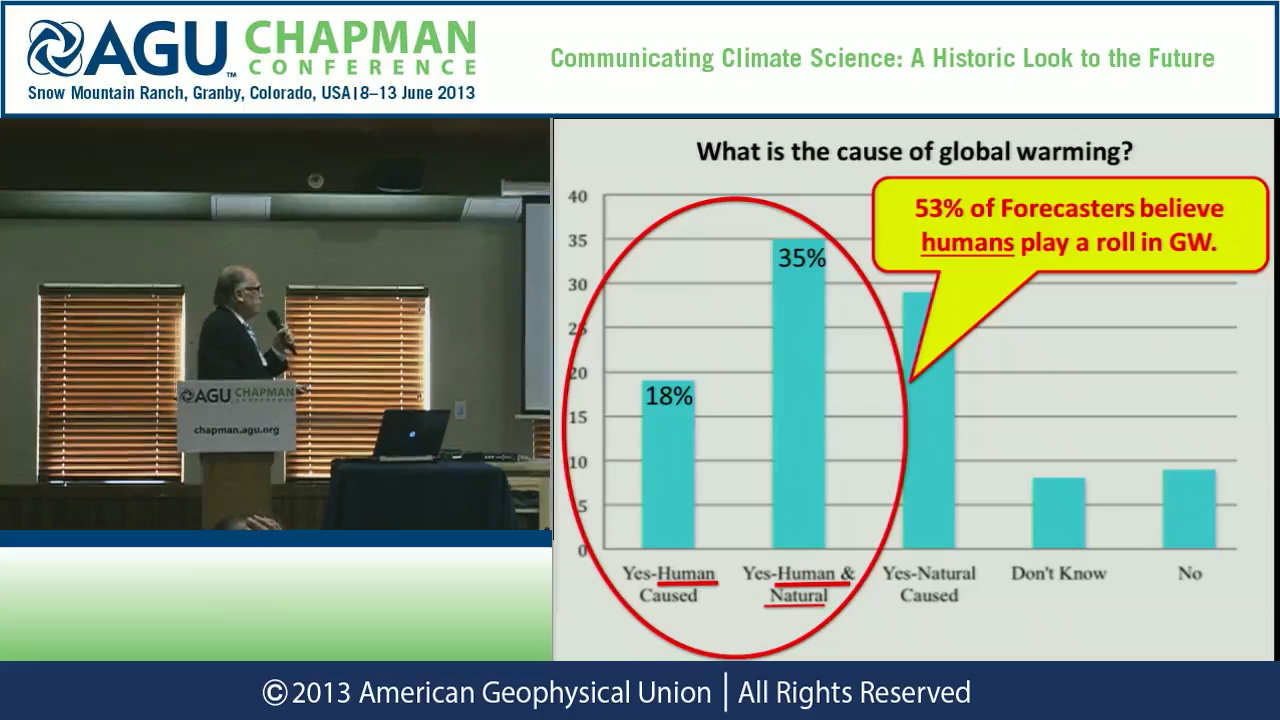 AGU CHAPMAN
™ CONFERENCE
Snow Mountain Ranch, Granby, Colorado, USA|8–13 June 2013
Communicating Climate Science: A Historic Look to the Future
AGU CHAPMAN
CONFERENCE
chapman.agu.org
What is the cause of global warming?
53% of Forecasters believe
humans play a roll in GW.
40
35
30
25
20
15
10
5
0
18%
35%
Yes-Human
Caused
Yes-Human &
Natural
Yes-Natural
Caused
Don't Know
No
©2013 American Geophysical Union | All Rights Reserved